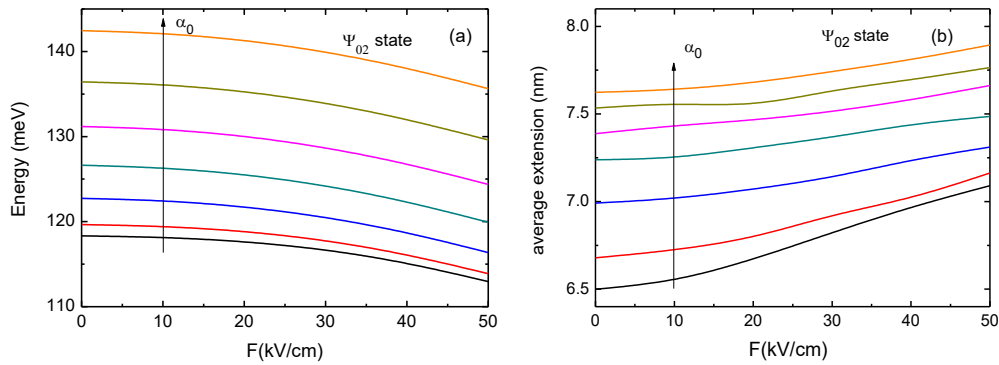 α₀
Ψ₀₂ state
(a)
Energy (meV)
140
130
120
110
0 10 20 30 40 50
F(kV/cm)
α₀
Ψ₀₂ state
(b)
average extension (nm)
8.0
7.5
7.0
6.5
0 10 20 30 40 50
F(kV/cm)